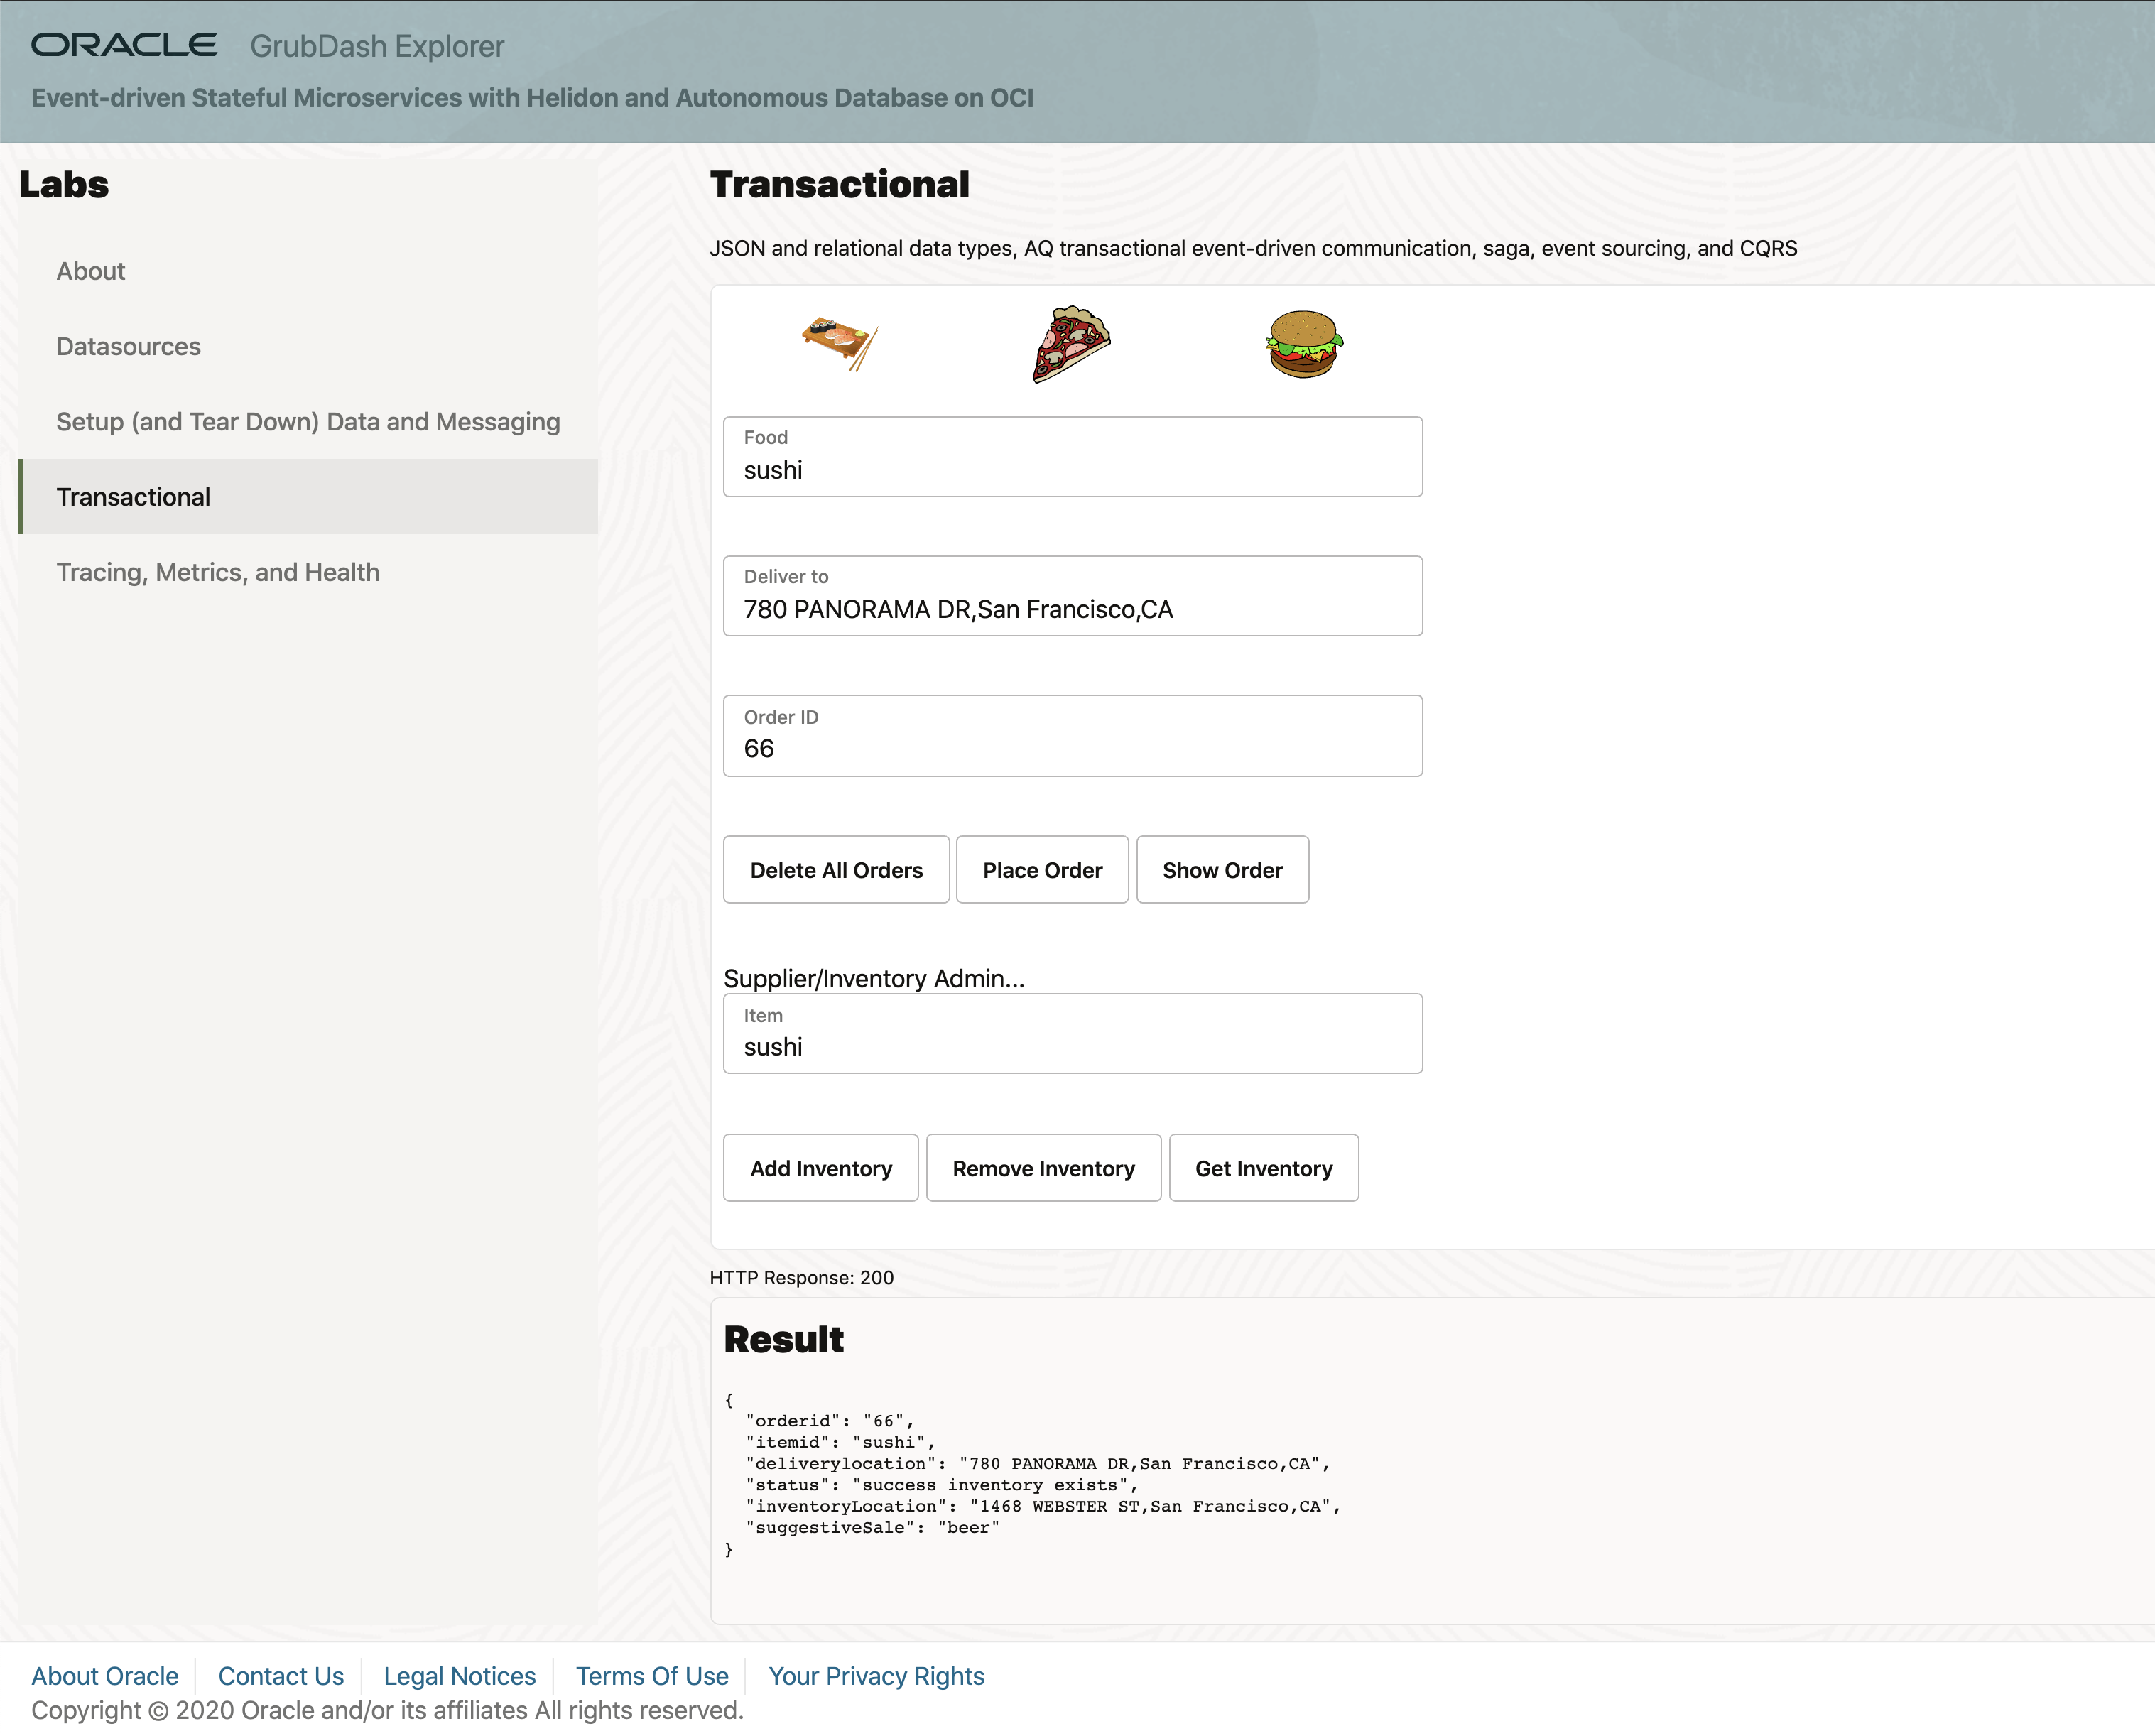 ORACLE GrubDash Explorer
Event-driven Stateful Microservices with Helidon and Autonomous Database on OCI
Labs
About
Datasources
Setup (and Tear Down) Data and Messaging
Transactional
Tracing, Metrics, and Health
Transactional
JSON and relational data types, AQ transactional event-driven communication, saga, event sourcing, and CQRS
Food
sushi
Deliver to
780 PANORAMA DR,San Francisco,CA
Order ID
66
Delete All Orders Place Order Show Order
Supplier/Inventory Admin...
Item
sushi
Add Inventory Remove Inventory Get Inventory
HTTP Response: 200
Result
{
  "orderid": "66",
  "itemid": "sushi",
  "deliverylocation": "780 PANORAMA DR,San Francisco,CA",
  "status": "success inventory exists",
  "inventoryLocation": "1468 WEBSTER ST,San Francisco,CA",
  "suggestiveSale": "beer"
}
About Oracle Contact Us Legal Notices Terms Of Use Your Privacy Rights
Copyright © 2020 Oracle and/or its affiliates All rights reserved.